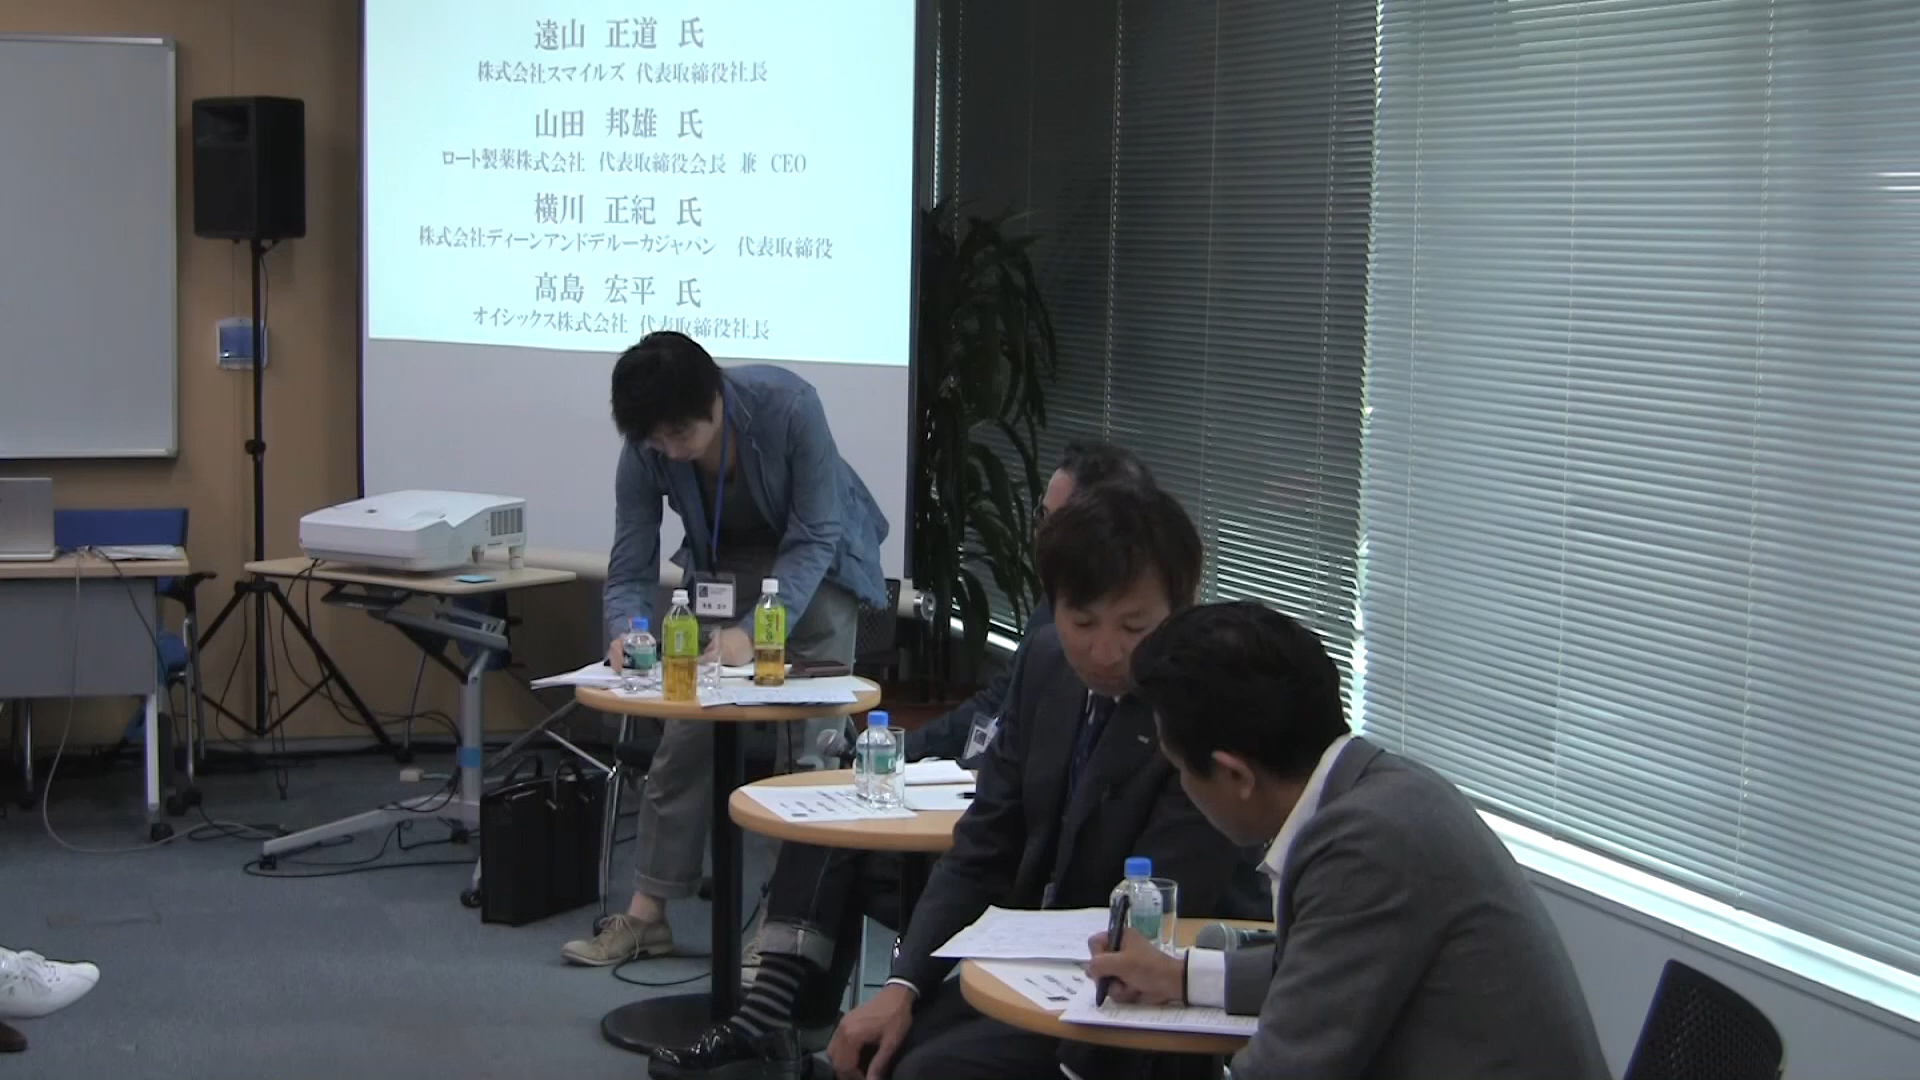 遠山 正道 氏
株式会社スマイルズ 代表取締役社長
山田 邦雄 氏
ロート製薬株式会社 代表取締役会長 兼 CEO
横川 正紀 氏
株式会社ディーンアンドデルーカジャパン 代表取締役
髙島 宏平 氏
オイシックス株式会社 代表取締役社長